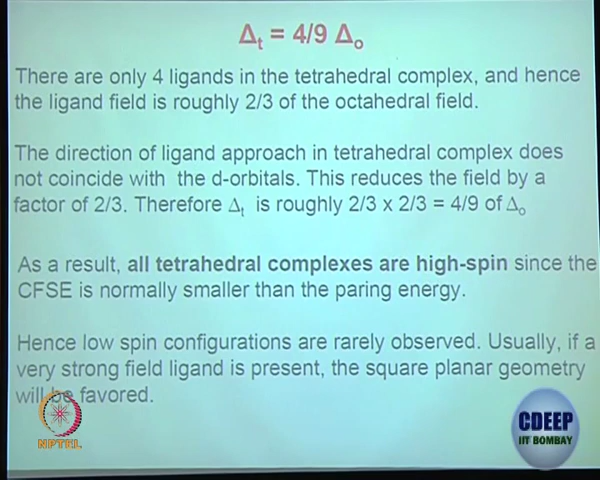 Δt = 4/9 Δo
There are only 4 ligands in the tetrahedral complex, and hence
the ligand field is roughly 2/3 of the octahedral field.
The direction of ligand approach in tetrahedral complex does
not coincide with the d-orbitals. This reduces the field by a
factor of 2/3. Therefore Δt is roughly 2/3 x 2/3 = 4/9 of Δo
As a result, all tetrahedral complexes are high-spin since the
CFSE is normally smaller than the paring energy.
Hence low spin configurations are rarely observed. Usually, if a
very strong field ligand is present, the square planar geometry
will be favored.
NPTEL
CDEEP
IIT BOMBAY